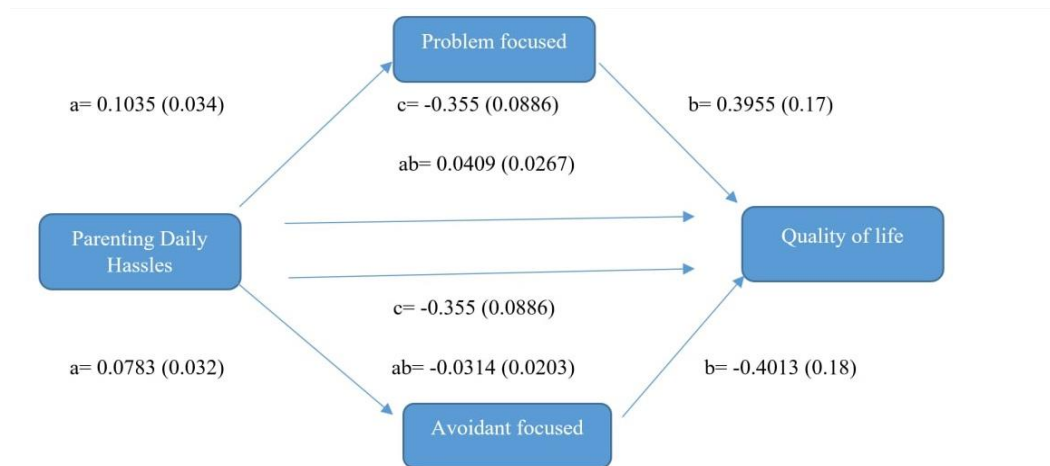 Problem focused
a= 0.1035 (0.034)
c= -0.355 (0.0886)
b= 0.3955 (0.17)
ab= 0.0409 (0.0267)
Parenting Daily
Hassles
Quality of life
c= -0.355 (0.0886)
a= 0.0783 (0.032)
ab= -0.0314 (0.0203)
b= -0.4013 (0.18)
Avoidant focused